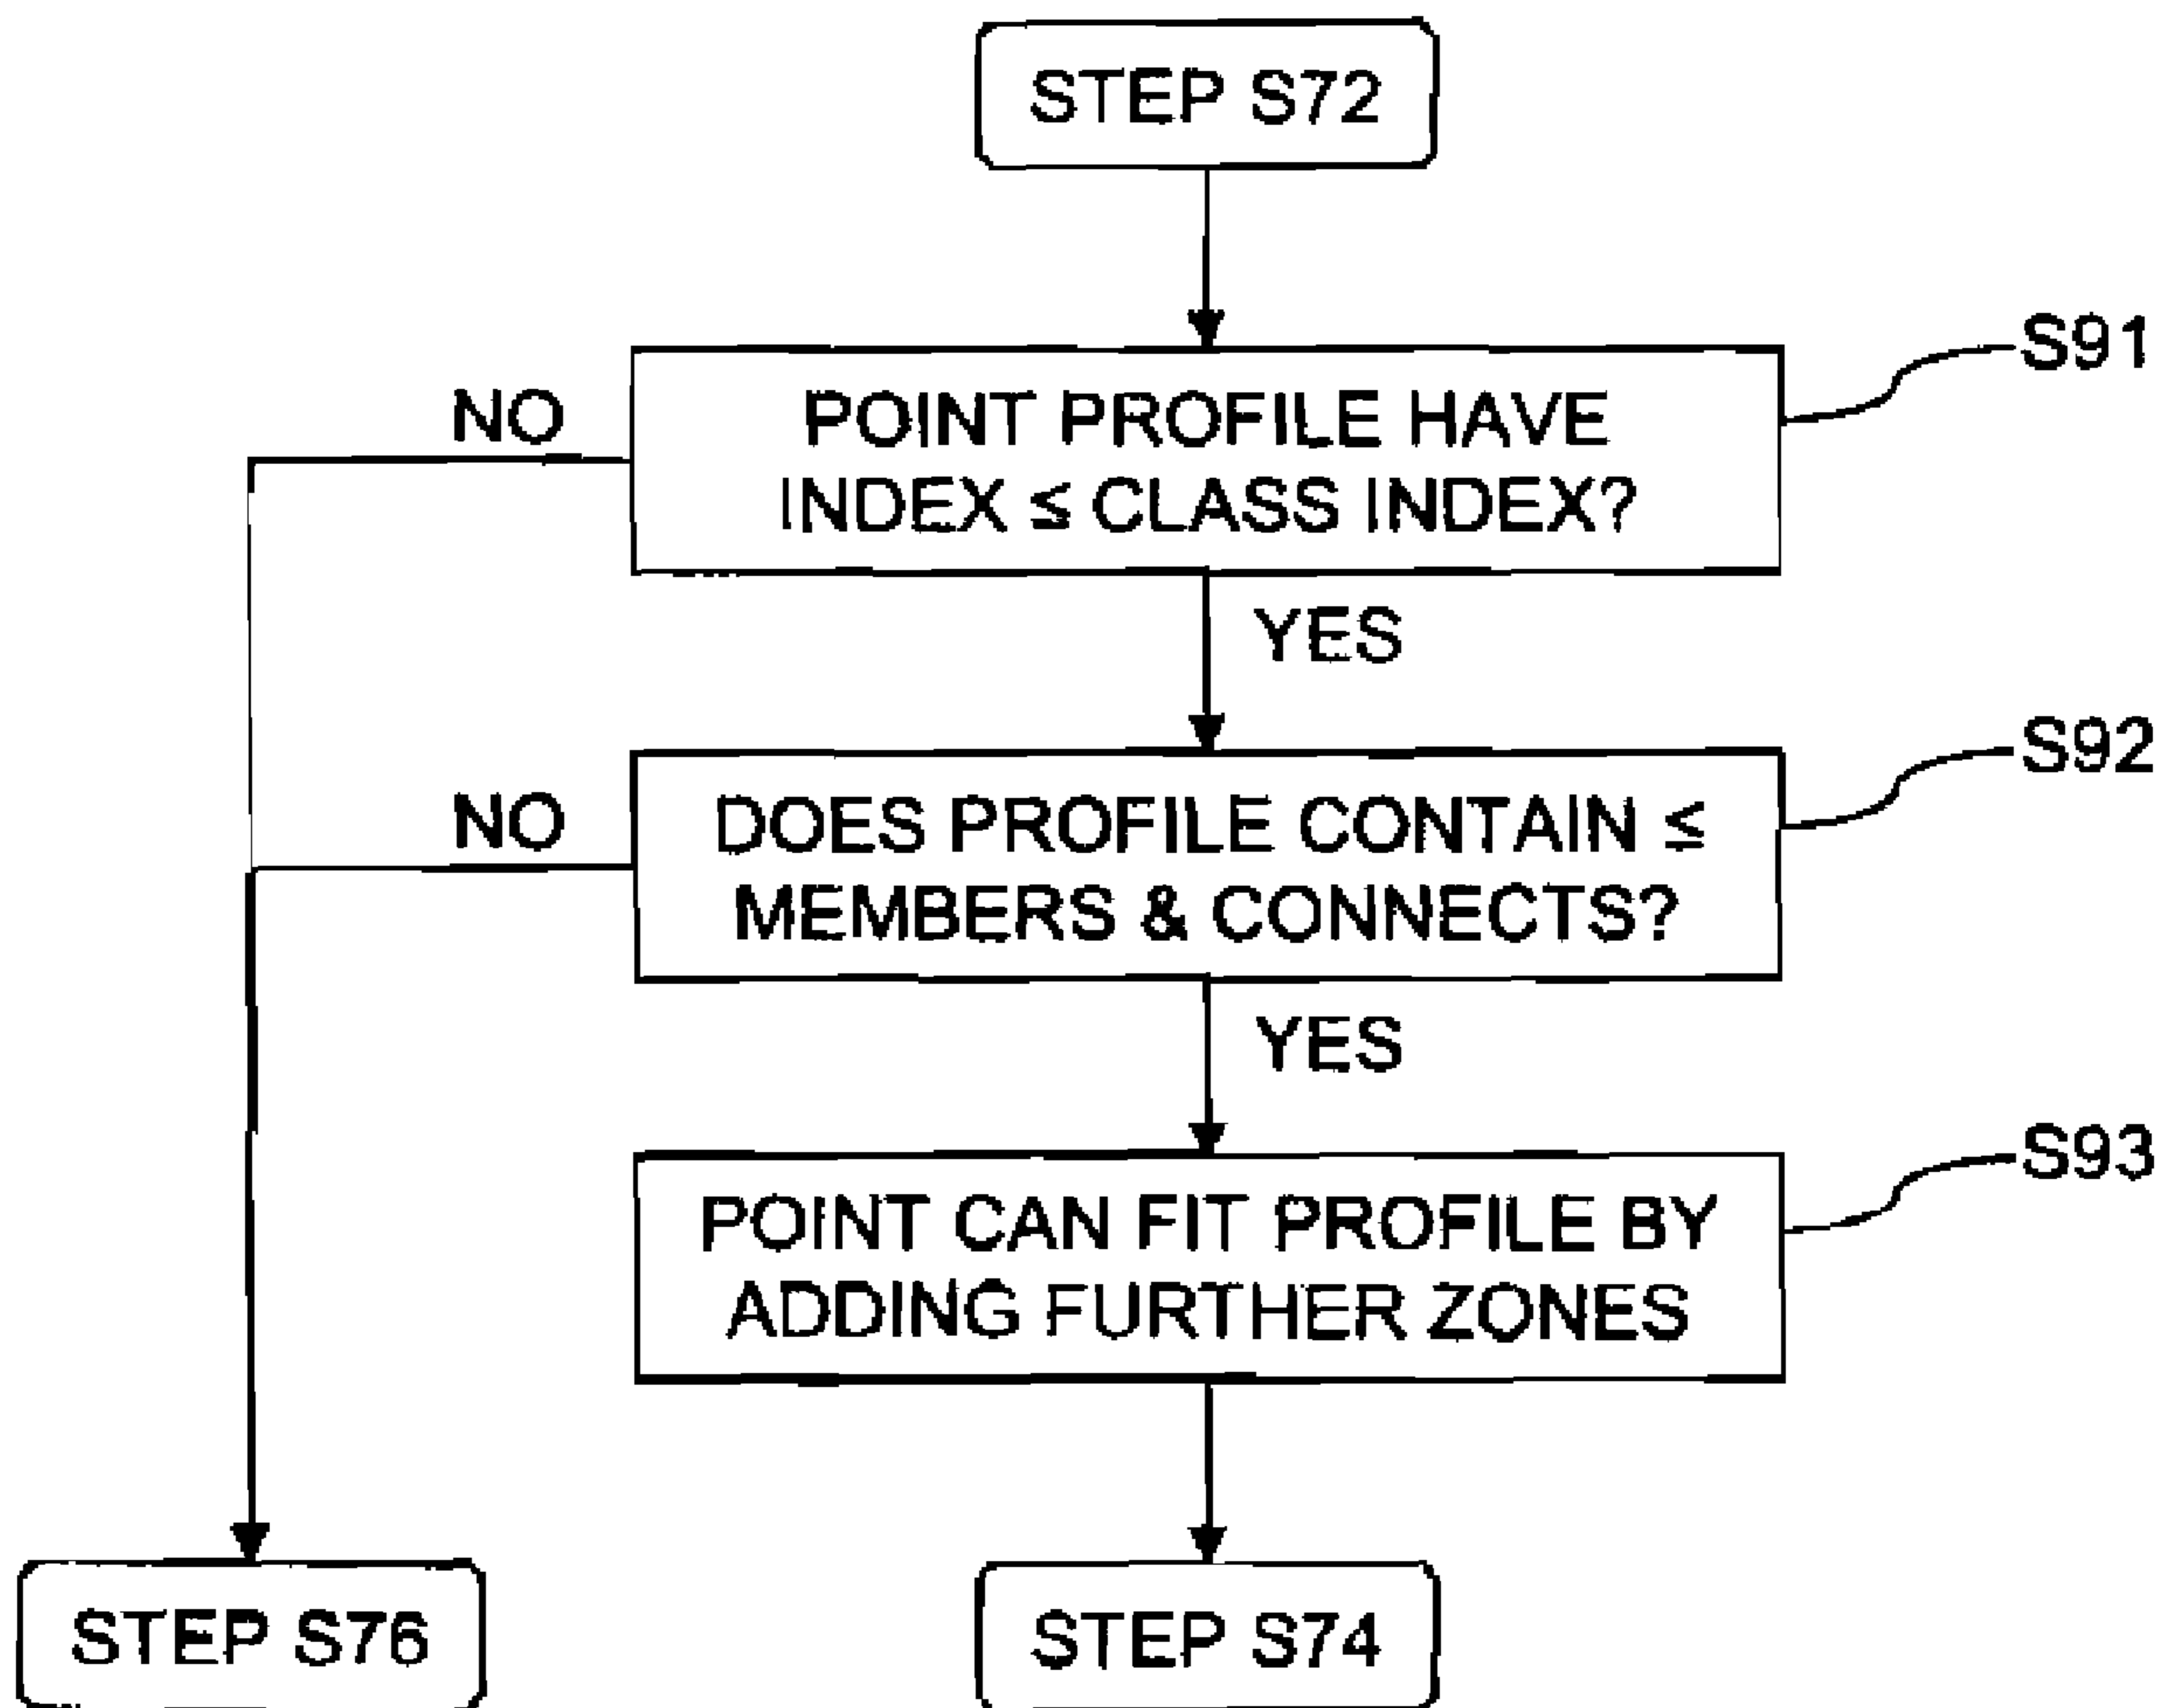 STEP S72
S91
NO
POINT PROFILE HAVE
INDEX ≤ CLASS INDEX?
YES
S92
NO
DOES PROFILE CONTAIN ≤
MEMBERS & CONNECTS?
YES
S93
POINT CAN FIT PROFILE BY
ADDING FURTHER ZONES
STEP S76
STEP S74